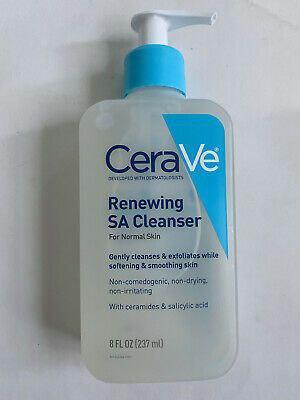 CeraVe®
DEVELOPED WITH DERMATOLOGISTS
Renewing
SA Cleanser
For Normal Skin
Gently cleanses & exfoliates while
softening & smoothing skin
Non-comedogenic, non-drying,
non-irritating
With ceramides & salicylic acid
8 FL OZ (237 mL)